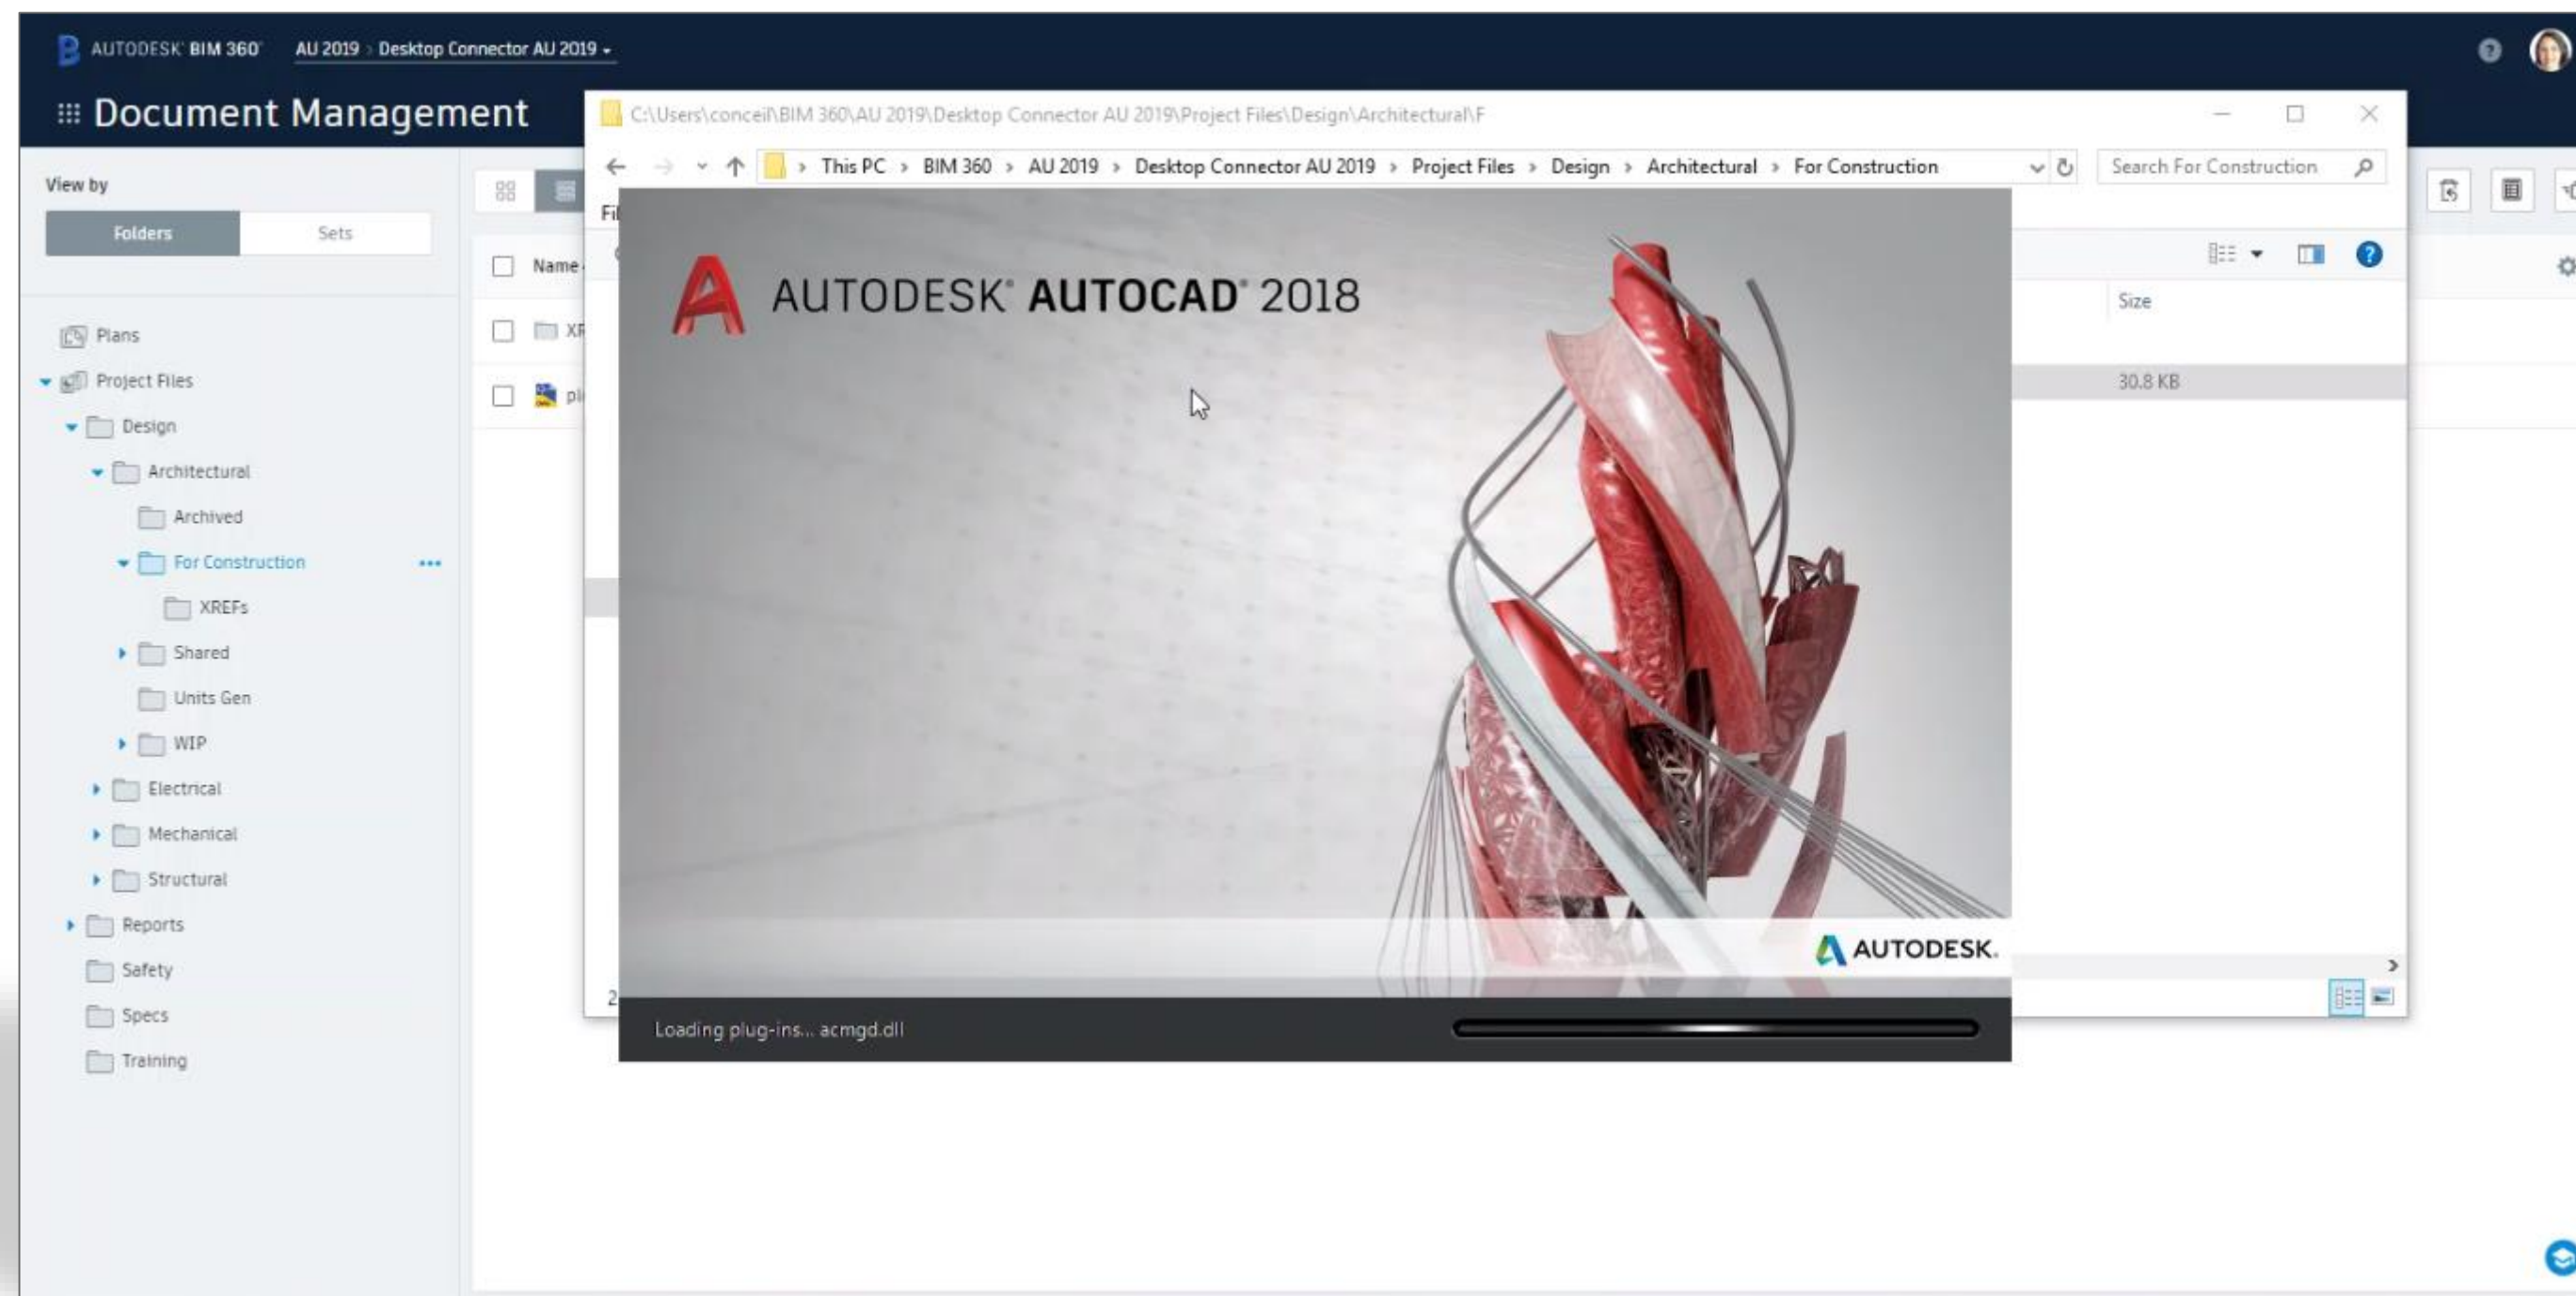 AUTODESK® BIM 360®
AU 2019 > Desktop Connector AU 2019
Document Management
View by
Folders
Sets
Plans
Project Files
Design
Architectural
Archived
For Construction
XREFs
Shared
Units Gen
WIP
Electrical
Mechanical
Structural
Reports
Safety
Specs
Training
Name
C:\Users\conceil\BIM 360\AU 2019\Desktop Connector AU 2019\Project Files\Design\Architectural\F
This PC > BIM 360 > AU 2019 > Desktop Connector AU 2019 > Project Files > Design > Architectural > For Construction
Search For Construction
Size
30.8 KB
AUTODESK® AUTOCAD® 2018
AUTODESK.
Loading plug-ins... acmgd.dll